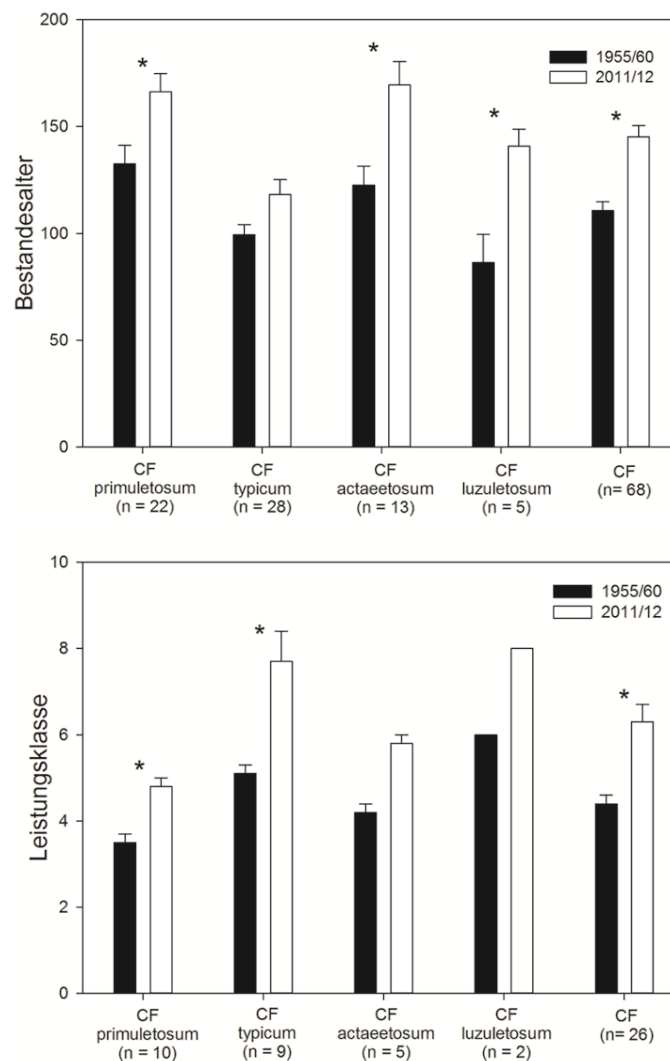 200
150
100
50
0
Bestandesalter
*
*
*
*
1955/60
2011/12
CF
primuletosum
(n = 22)
CF
typicum
(n = 28)
CF
actaeetosum
(n = 13)
CF
luzuletosum
(n = 5)
CF
(n= 68)
10
8
6
4
2
0
Leistungsklasse
*
*
*
1955/60
2011/12
CF
primuletosum
(n = 10)
CF
typicum
(n = 9)
CF
actaeetosum
(n = 5)
CF
luzuletosum
(n = 2)
CF
(n = 26)